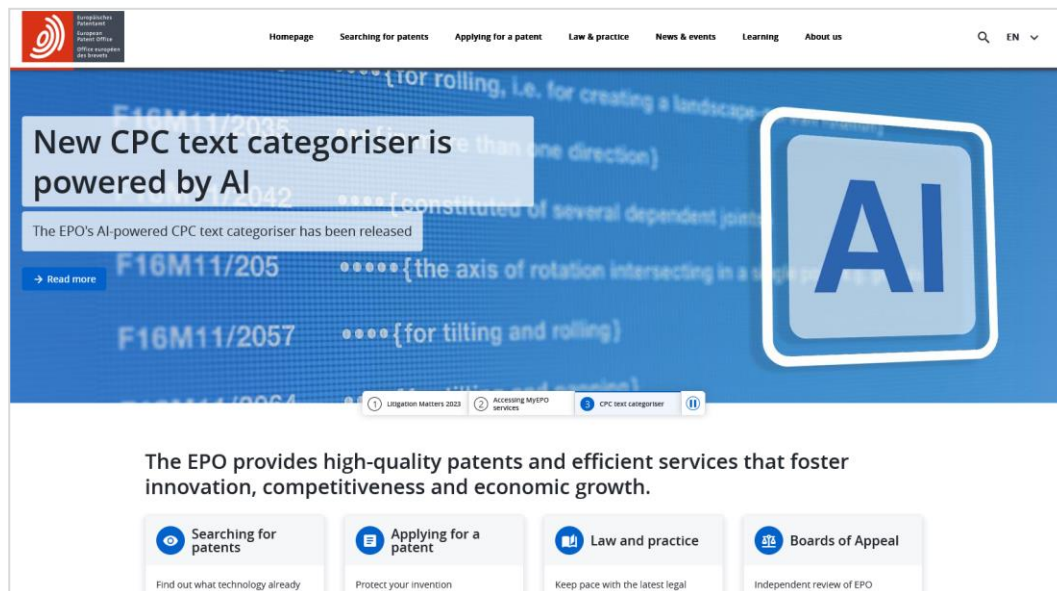 Europäisches
Patentamt
European
Patent Office
Office européen
des brevets
Homepage
Searching for patents
Applying for a patent
Law & practice
News & events
Learning
About us
EN
{for rolling, i.e. for creating a landscape
F16M11/2035
more than one direction}
New CPC text categoriser is
powered by AI
F16M11/2042
{constituted of several dependent joints
The EPO's AI-powered CPC text categoriser has been released
→ Read more
F16M11/205
{the axis of rotation intersecting in a single
F16M11/2057
{for tilting and rolling}
F16M11/2064
AI
1 Litigation Matters 2023
2 Accessing MyEPO
services
3 CPC text categoriser
The EPO provides high-quality patents and efficient services that foster
innovation, competitiveness and economic growth.
Searching for
patents
Find out what technology already
Applying for a
patent
Protect your invention
Law and practice
Keep pace with the latest legal
Boards of Appeal
Independent review of EPO